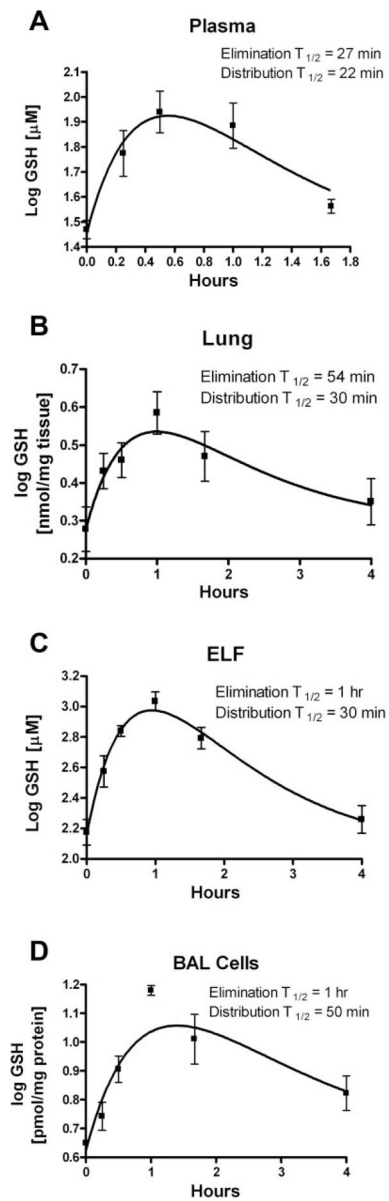 A
Plasma
Elimination T 1/2 = 27 min
Distribution T 1/2 = 22 min
Log GSH [µM]
2.1
2.0
1.9
1.8
1.7
1.6
1.5
1.4
0.0 0.2 0.4 0.6 0.8 1.0 1.2 1.4 1.6 1.8
Hours
B
Lung
Elimination T 1/2 = 54 min
Distribution T 1/2 = 30 min
log GSH
[nmol/mg tissue]
0.7
0.6
0.5
0.4
0.3
0.2
0 1 2 3 4
Hours
C
ELF
Elimination T 1/2 = 1 hr
Distribution T 1/2 = 30 min
Log GSH [µM]
3.2
3.0
2.8
2.6
2.4
2.2
2.0
0 1 2 3 4
Hours
D
BAL Cells
Elimination T 1/2 = 1 hr
Distribution T 1/2 = 50 min
log GSH
[pmol/mg protein]
1.2
1.1
1.0
0.9
0.8
0.7
0.6
0 1 2 3 4
Hours